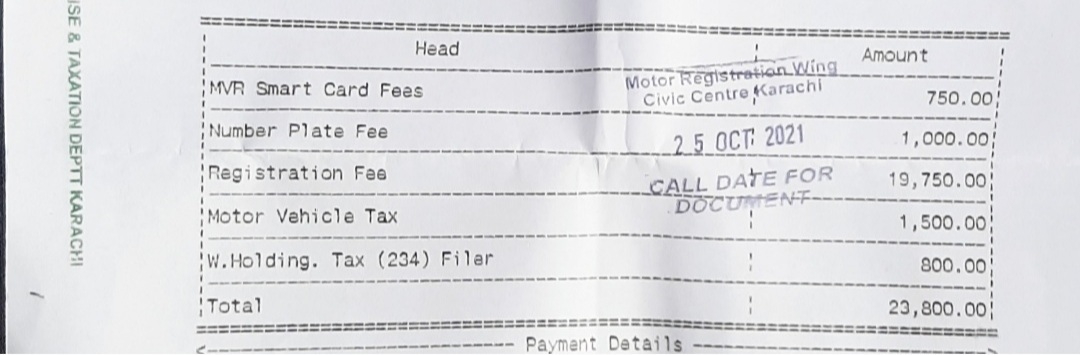 ISE & TAXATION DEPTT KARACHI
Head Amount
MVR Smart Card Fees 750.00
Motor Registration Wing
Civic Centre Karachi
Number Plate Fee 1,000.00
25 OCT 2021
Registration Fee 19,750.00
CALL DATE FOR
DOCUMENT
Motor Vehicle Tax 1,500.00
W.Holding. Tax (234) Filer 800.00
Total 23,800.00
Payment Details